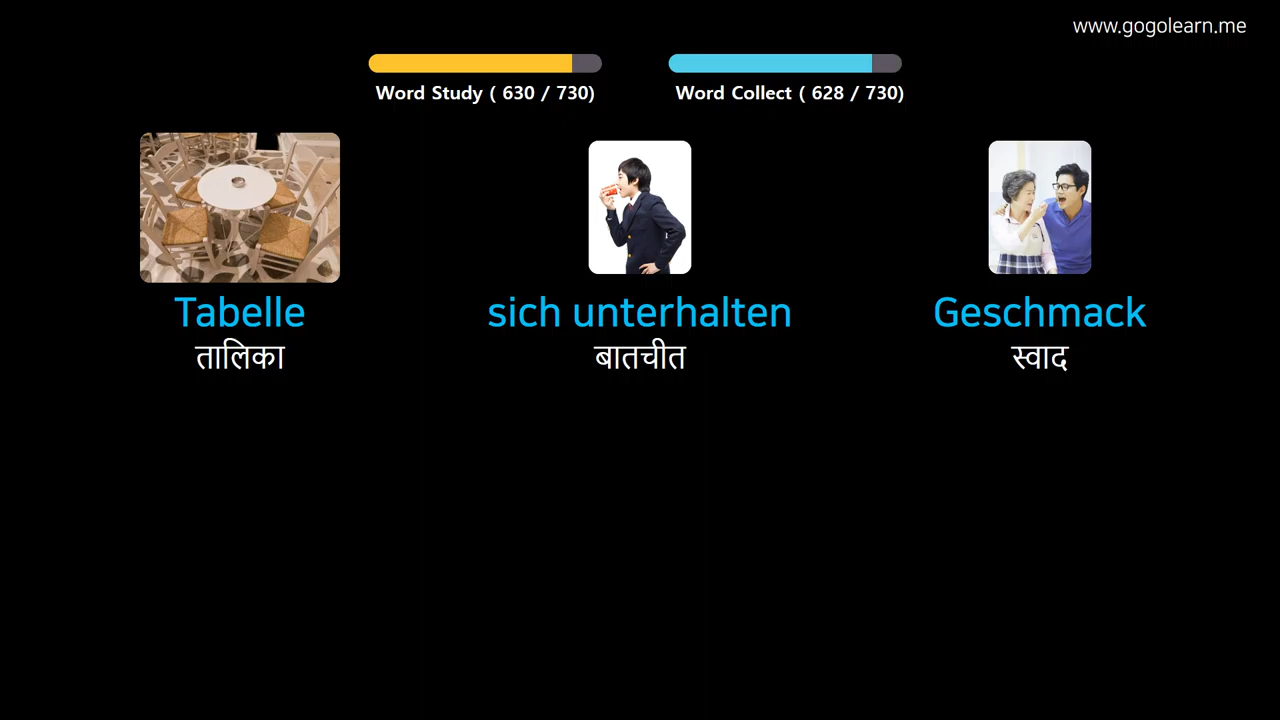 www.gogolearn.me
Word Study ( 630 / 730)
Word Collect ( 628 / 730)
Tabelle
तालिका
sich unterhalten
बातचीत
Geschmack
स्वाद